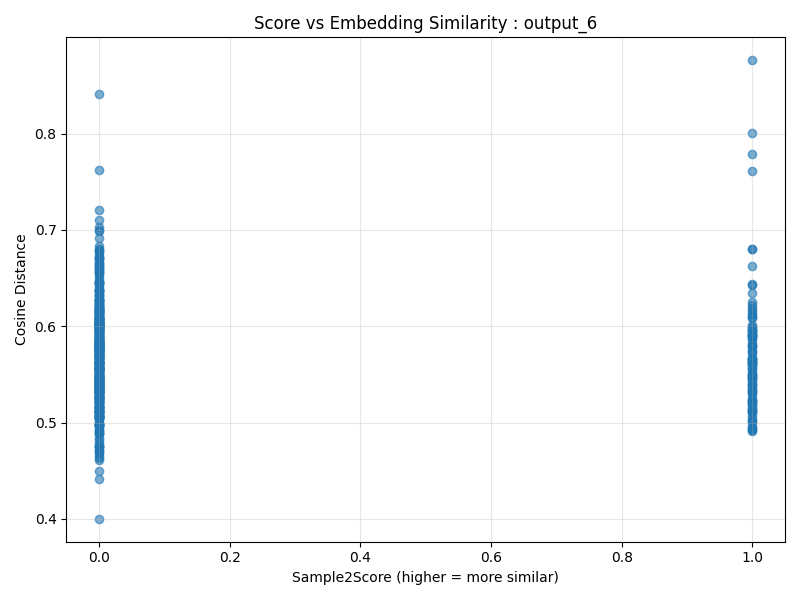 Score vs Embedding Similarity : output_6
Cosine Distance
0.8
0.7
0.6
0.5
0.4
0.0 0.2 0.4 0.6 0.8 1.0
Sample2Score (higher = more similar)